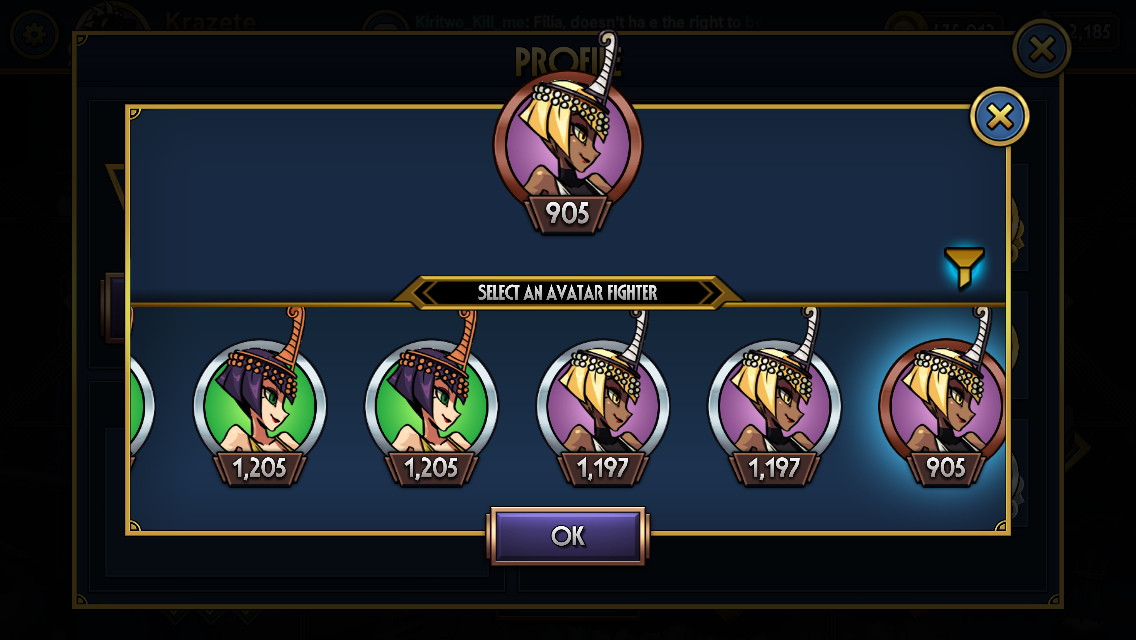 Krazete
Kiritwo_Kill_me: Filia, doesn't ha e the right to b
PROFILE
905
SELECT AN AVATAR FIGHTER
1,205
1,205
1,197
1,197
905
OK